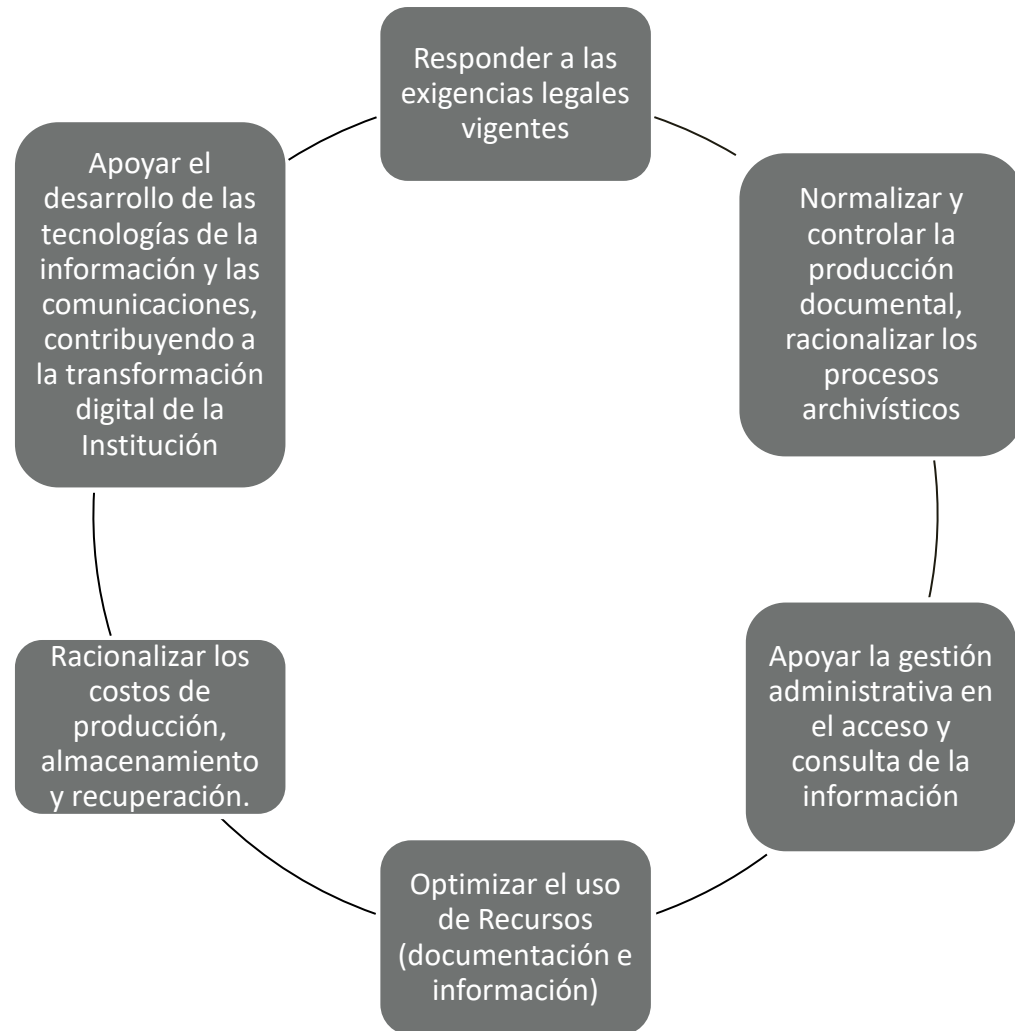 Responder a las
exigencias legales
vigentes
Normalizar y
controlar la
producción
documental,
racionalizar los
procesos
archivísticos
Apoyar la gestión
administrativa en
el acceso y
consulta de la
información
Optimizar el uso
de Recursos
(documentación e
información)
Racionalizar los
costos de
producción,
almacenamiento
y recuperación.
Apoyar el
desarrollo de las
tecnologías de la
información y las
comunicaciones,
contribuyendo a
la transformación
digital de la
Institución